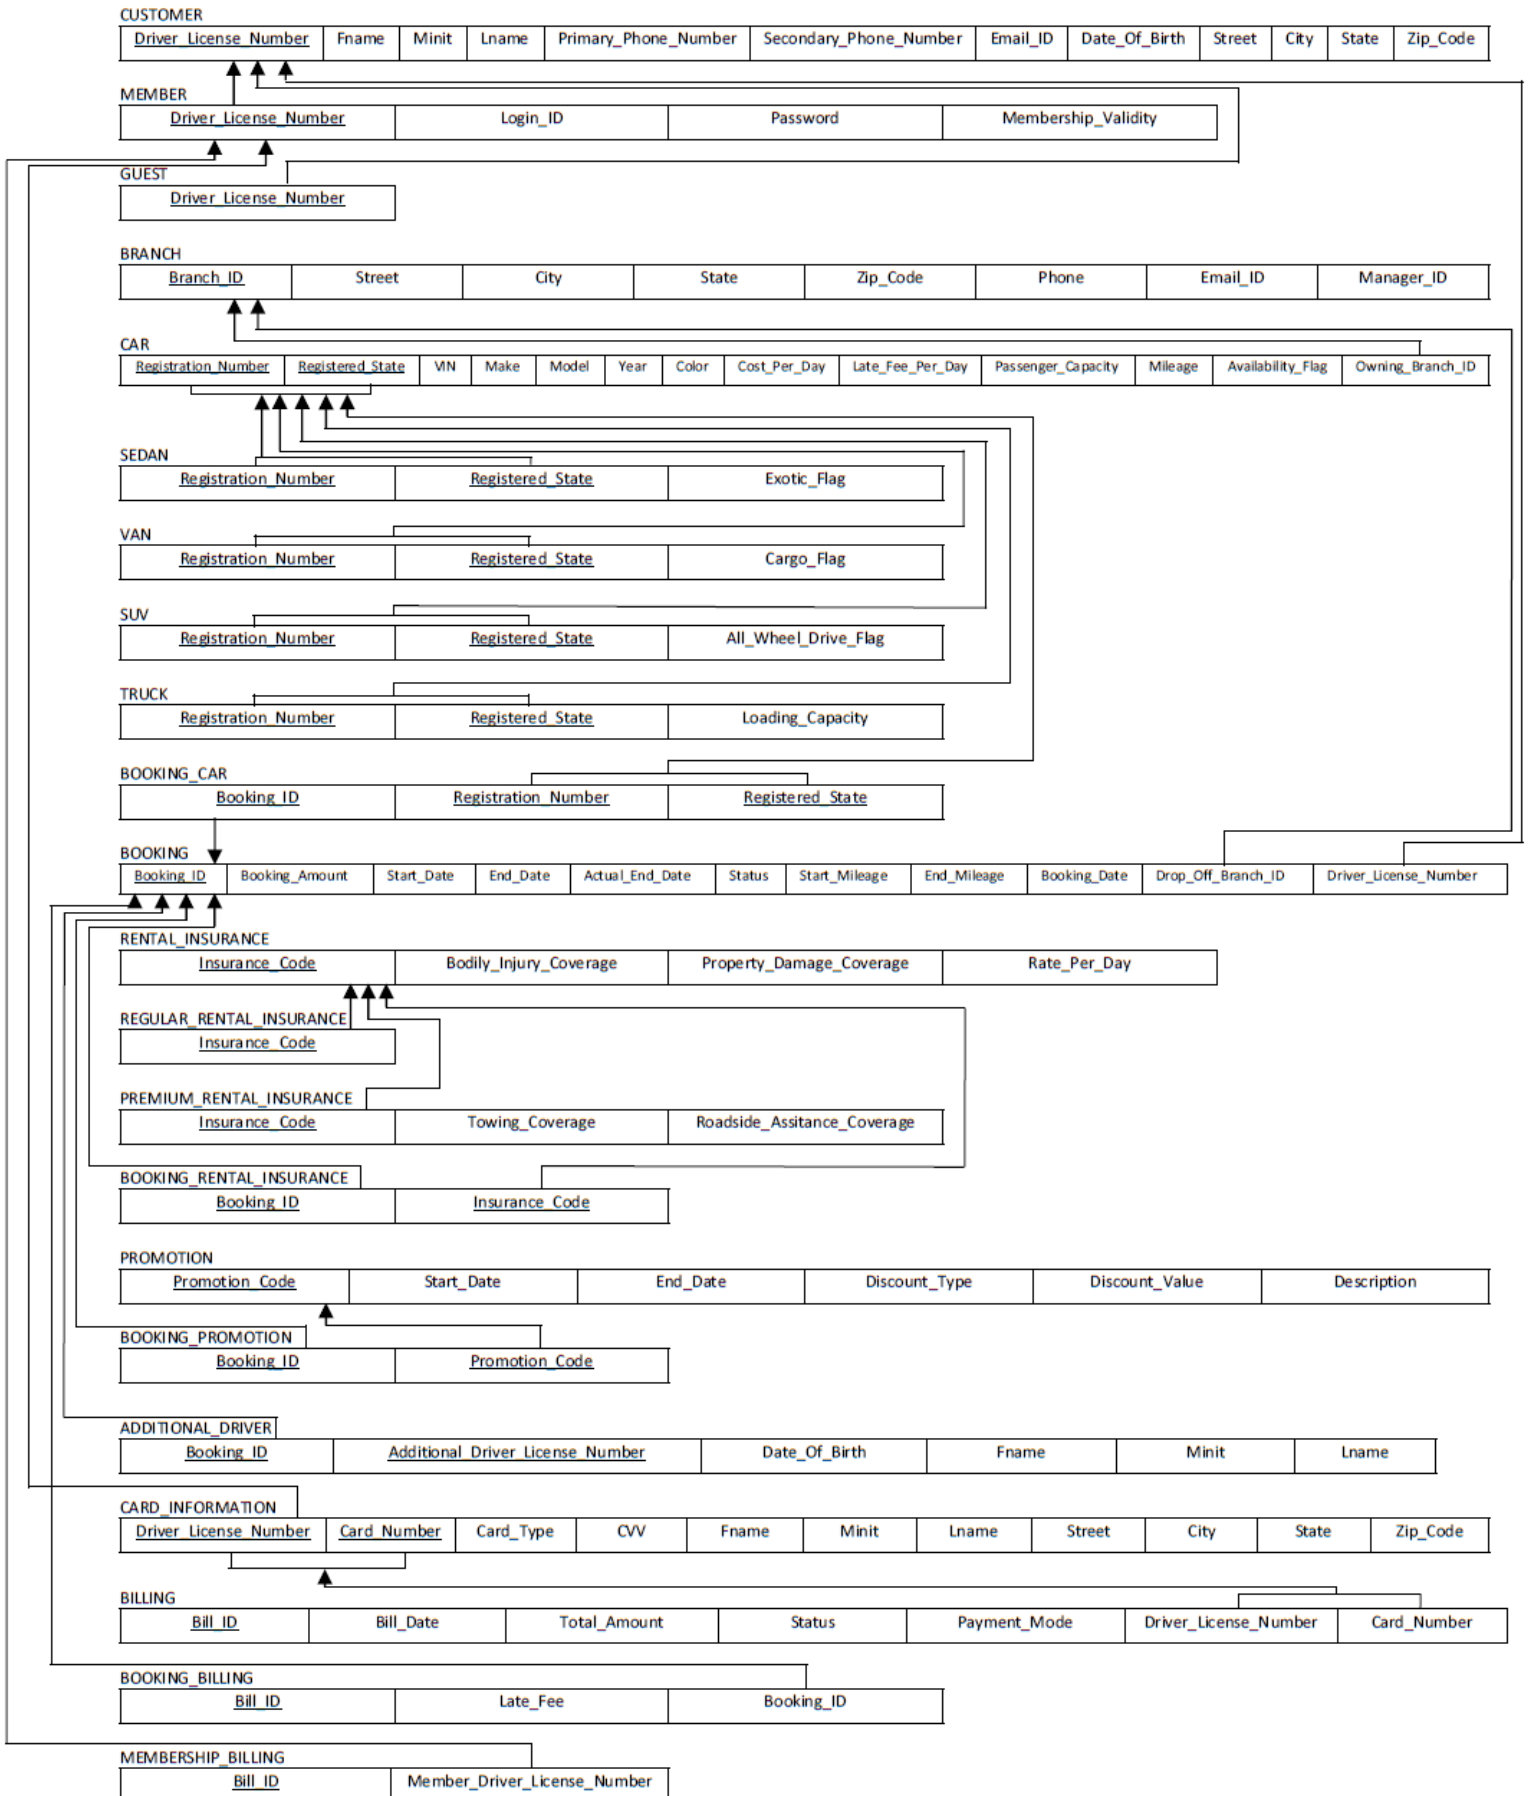 CUSTOMER
Driver_License_Number Fname Minit Lname Primary_Phone_Number Secondary_Phone_Number Email_ID Date_Of_Birth Street City State Zip_Code
MEMBER
Driver_License_Number Login_ID Password Membership_Validity
GUEST
Driver_License_Number
BRANCH
Branch_ID Street City State Zip_Code Phone Email_ID Manager_ID
CAR
Registration_Number Registered_State VIN Make Model Year Color Cost_Per_Day Late_Fee_Per_Day Passenger_Capacity Mileage Availability_Flag Owning_Branch_ID
SEDAN
Registration_Number Registered_State Exotic_Flag
VAN
Registration_Number Registered_State Cargo_Flag
SUV
Registration_Number Registered_State All_Wheel_Drive_Flag
TRUCK
Registration_Number Registered_State Loading_Capacity
BOOKING_CAR
Booking_ID Registration_Number Registered_State
BOOKING
Booking_ID Booking_Amount Start_Date End_Date Actual_End_Date Status Start_Mileage End_Mileage Booking_Date Drop_Off_Branch_ID Driver_License_Number
RENTAL_INSURANCE
Insurance_Code Bodily_Injury_Coverage Property_Damage_Coverage Rate_Per_Day
REGULAR_RENTAL_INSURANCE
Insurance_Code
PREMIUM_RENTAL_INSURANCE
Insurance_Code Towing_Coverage Roadside_Assitance_Coverage
BOOKING_RENTAL_INSURANCE
Booking_ID Insurance_Code
PROMOTION
Promotion_Code Start_Date End_Date Discount_Type Discount_Value Description
BOOKING_PROMOTION
Booking_ID Promotion_Code
ADDITIONAL_DRIVER
Booking_ID Additional_Driver_License_Number Date_Of_Birth Fname Minit Lname
CARD_INFORMATION
Driver_License_Number Card_Number Card_Type CVV Fname Minit Lname Street City State Zip_Code
BILLING
Bill_ID Bill_Date Total_Amount Status Payment_Mode Driver_License_Number Card_Number
BOOKING_BILLING
Bill_ID Late_Fee Booking_ID
MEMBERSHIP_BILLING
Bill_ID Member_Driver_License_Number